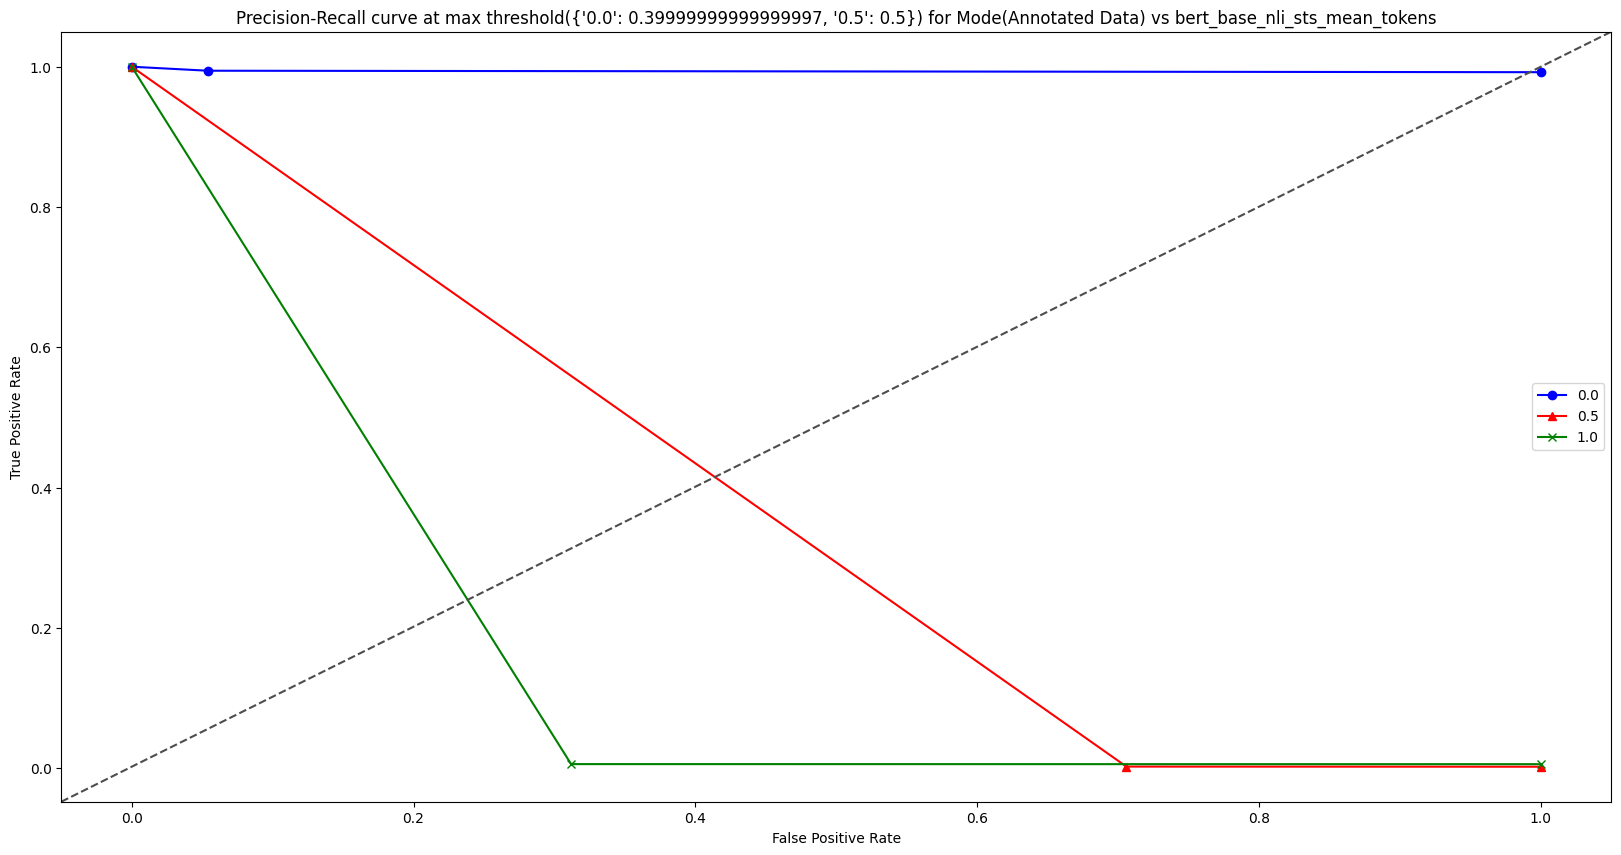 Precision-Recall curve at max threshold({'0.0': 0.39999999999999997, '0.5': 0.5}) for Mode(Annotated Data) vs bert_base_nli_sts_mean_tokens
True Positive Rate
1.0
0.8
0.6
0.4
0.2
0.0
0.0
0.5
1.0
0.0 0.2 0.4 0.6 0.8 1.0
False Positive Rate